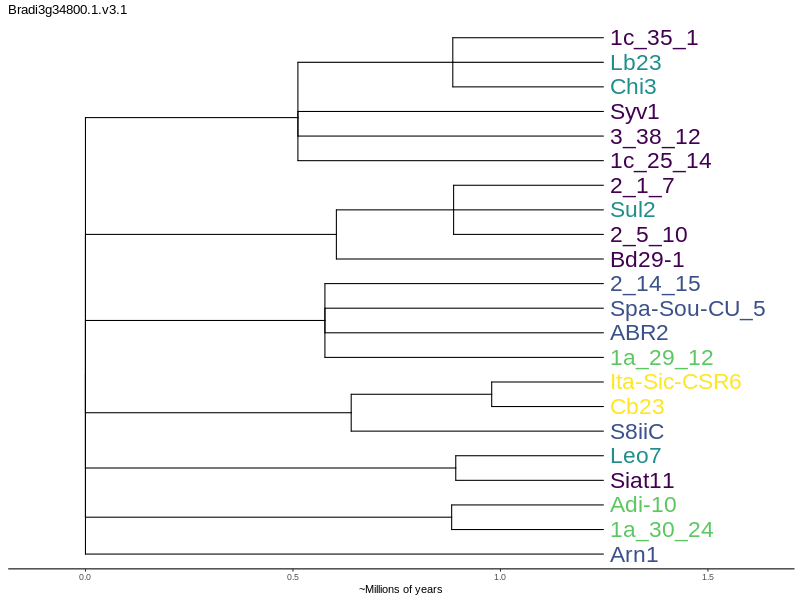 Bradi3g34800.1.v3.1
1c_35_1
Lb23
Chi3
Syv1
3_38_12
1c_25_14
2_1_7
Sul2
2_5_10
Bd29-1
2_14_15
Spa-Sou-CU_5
ABR2
1a_29_12
Ita-Sic-CSR6
Cb23
S8iiC
Leo7
Siat11
Adi-10
1a_30_24
Arn1
0.0 0.5 1.0 1.5
~Millions of years